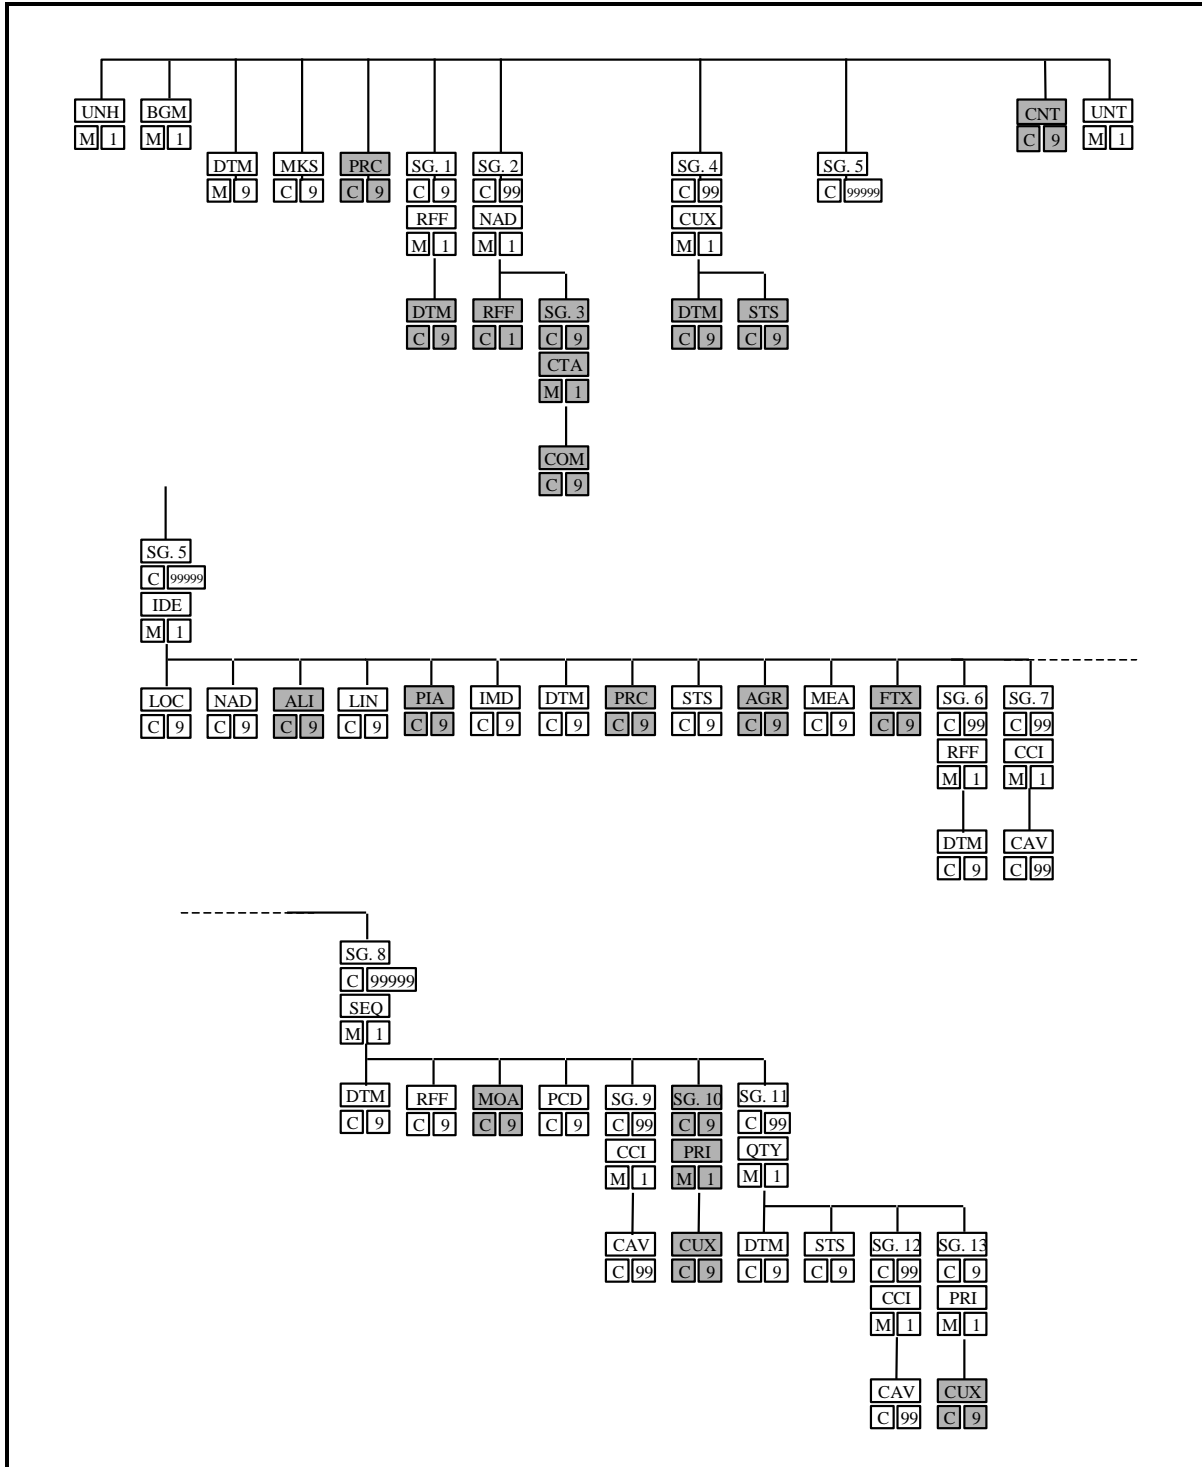 UNH BGM CNT UNT
M 1 M 1 C 9 M 1
DTM MKS PRC SG. 1 SG. 2 SG. 4 SG. 5
M 9 C 9 C 9 C 9 C 99 C 99 C 99999
RFF NAD CUX
M 1 M 1 M 1
DTM RFF SG. 3 DTM STS
C 9 C 1 C 9 C 9 C 9
CTA
M 1
COM
C 9
SG. 5
C 99999
IDE
M 1
LOC NAD ALI LIN PIA IMD DTM PRC STS AGR MEA FTX SG. 6 SG. 7
C 9 C 9 C 9 C 9 C 9 C 9 C 9 C 9 C 9 C 9 C 9 C 9 C 99 C 99
RFF CCI
M 1 M 1
DTM CAV
C 9 C 99
SG. 8
C 99999
SEQ
M 1
DTM RFF MOA PCD SG. 9 SG. 10 SG. 11
C 9 C 9 C 9 C 9 C 99 C 9 C 99
CCI PRI QTY
M 1 M 1 M 1
CAV CUX DTM STS SG. 12 SG. 13
C 99 C 9 C 9 C 9 C 99 C 9
CCI PRI
M 1 M 1
CAV CUX
C 99 C 9